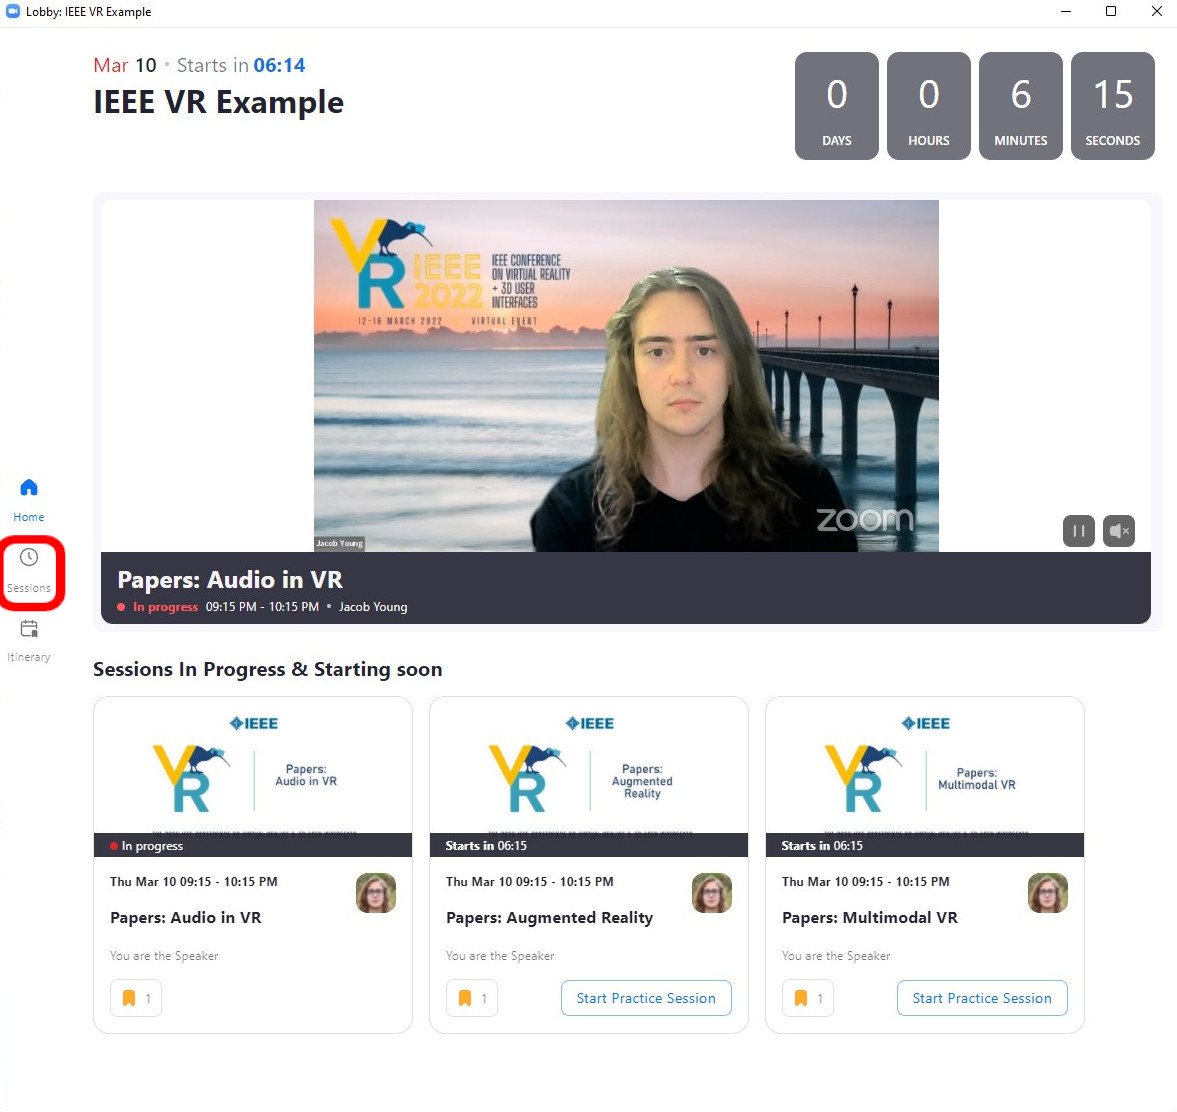 Lobby: IEEE VR Example
Mar 10 • Starts in 06:14
IEEE VR Example
0 0 6 15
DAYS HOURS MINUTES SECONDS
VR IEEE 2022
IEEE CONFERENCE
ON VIRTUAL REALITY
+ 3D USER
INTERFACES
12-16 MARCH 2022 VIRTUAL EVENT
zoom
Jacob Young
Papers: Audio in VR
In progress 09:15 PM - 10:15 PM • Jacob Young
Home
Sessions
Itinerary
Sessions In Progress & Starting soon
IEEE
VR
Papers:
Audio in VR
In progress
Thu Mar 10 09:15 - 10:15 PM
Papers: Audio in VR
You are the Speaker
1
IEEE
VR
Papers:
Augmented
Reality
Starts in 06:15
Thu Mar 10 09:15 - 10:15 PM
Papers: Augmented Reality
You are the Speaker
1 Start Practice Session
IEEE
VR
Papers:
Multimodal VR
Starts in 06:15
Thu Mar 10 09:15 - 10:15 PM
Papers: Multimodal VR
You are the Speaker
1 Start Practice Session